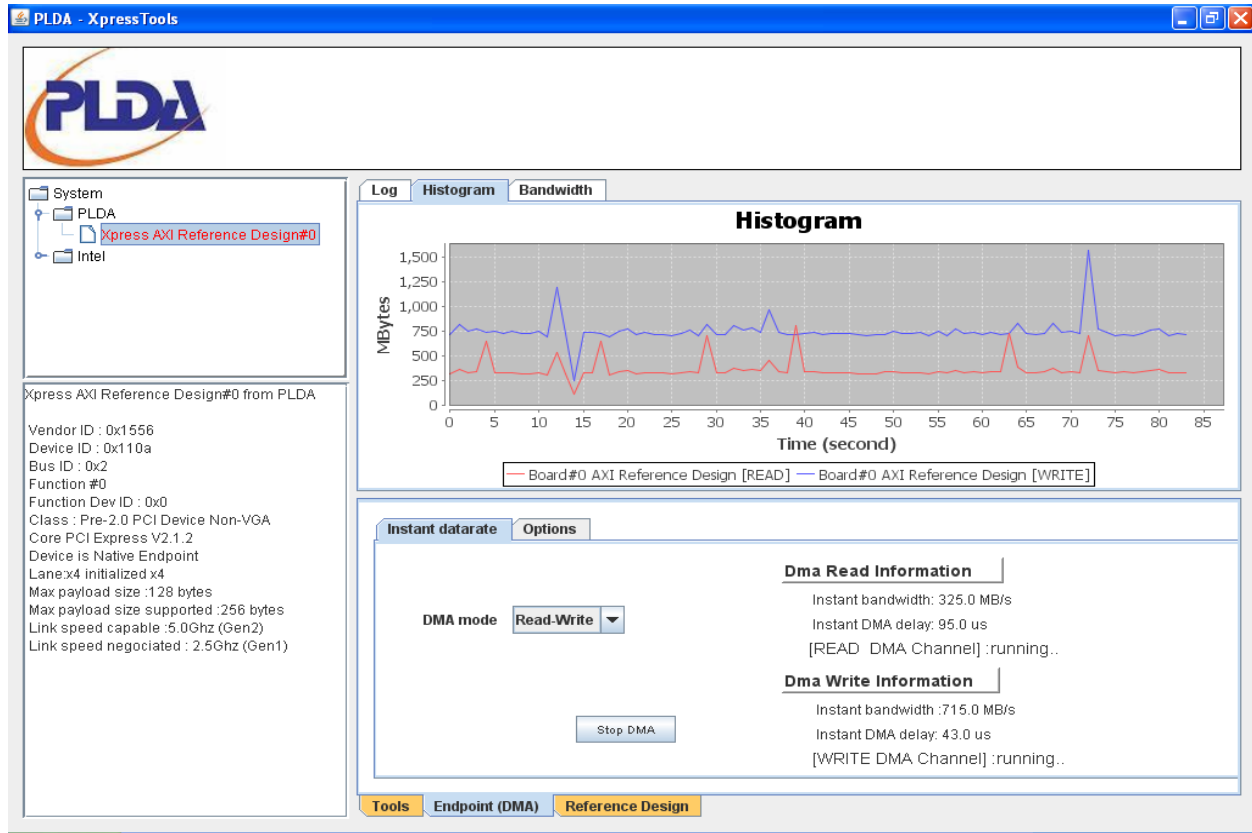 PLDA - XpressTools
PLDA
System
PLDA
Xpress AXI Reference Design#0
Intel
Xpress AXI Reference Design#0 from PLDA
Vendor ID : 0x1556
Device ID : 0x110a
Bus ID : 0x2
Function #0
Function Dev ID : 0x0
Class : Pre-2.0 PCI Device Non-VGA
Core PCI Express V2.1.2
Device is Native Endpoint
Lane:x4 initialized x4
Max payload size :128 bytes
Max payload size supported :256 bytes
Link speed capable :5.0Ghz (Gen2)
Link speed negociated : 2.5Ghz (Gen1)
Log Histogram Bandwidth
Histogram
MBytes
1,500
1,250
1,000
750
500
250
0
0 5 10 15 20 25 30 35 40 45 50 55 60 65 70 75 80 85
Time (second)
Board#0 AXI Reference Design [READ] Board#0 AXI Reference Design [WRITE]
Instant datarate Options
DMA mode Read-Write
Stop DMA
Dma Read Information
Instant bandwidth: 325.0 MB/s
Instant DMA delay: 95.0 us
[READ DMA Channel] :running..
Dma Write Information
Instant bandwidth :715.0 MB/s
Instant DMA delay: 43.0 us
[WRITE DMA Channel] :running..
Tools Endpoint (DMA) Reference Design